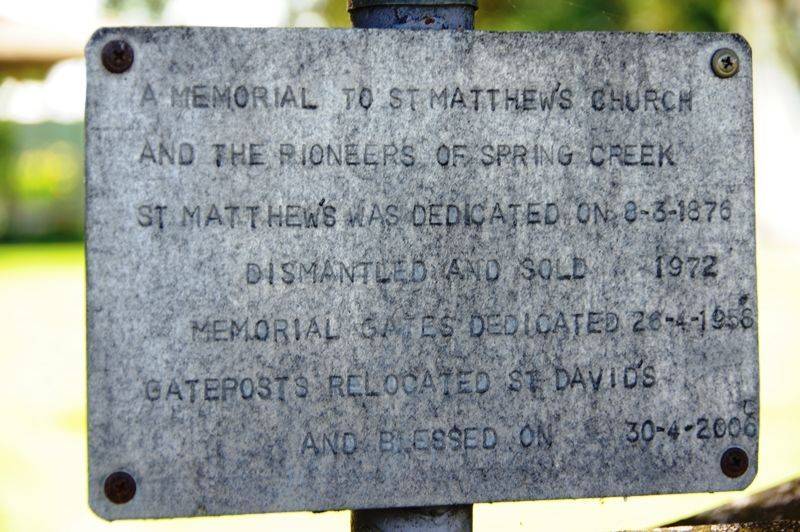 A MEMORIAL TO ST MATTHEW'S CHURCH
AND THE PIONEERS OF SPRING CREEK
ST MATTHEW'S WAS DEDICATED ON 8-3-1876
DISMANTLED AND SOLD 1972
MEMORIAL GATES DEDICATED 26-4-1958
GATEPOSTS RELOCATED ST DAVID'S
AND BLESSED ON 30-4-2006